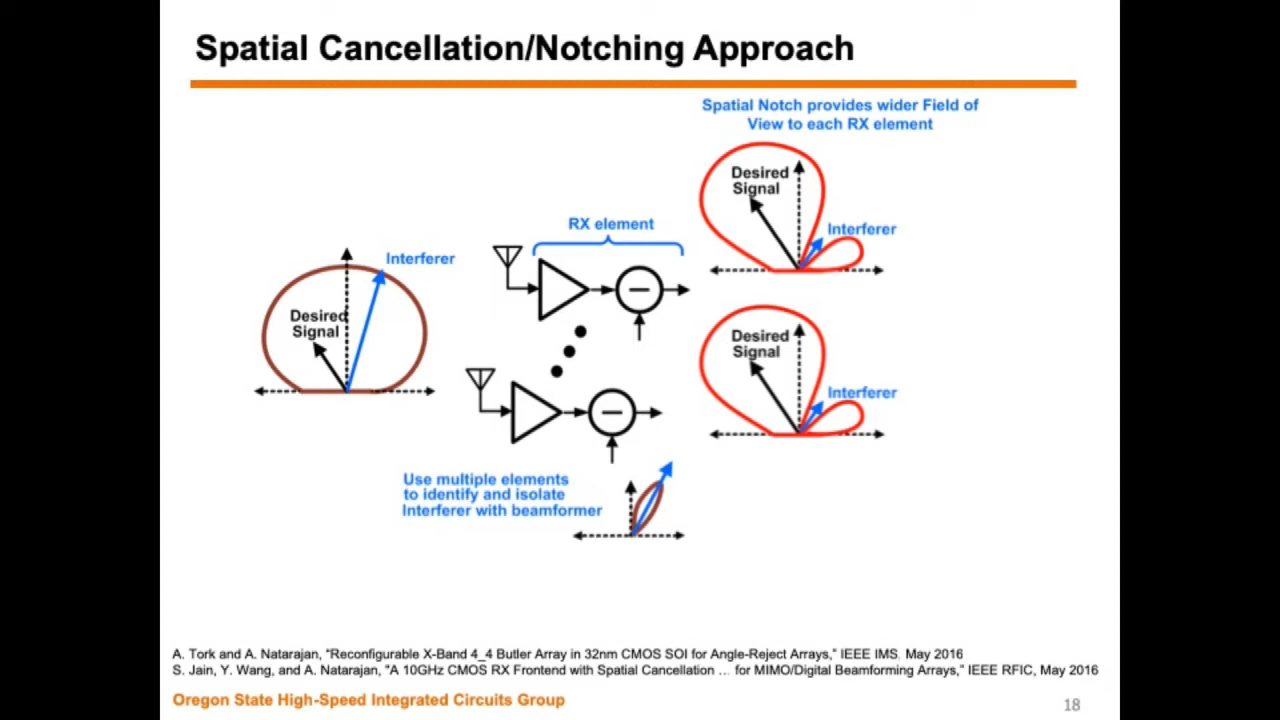 Spatial Cancellation/Notching Approach
Spatial Notch provides wider Field of
View to each RX element
Desired
Signal
Interferer
RX element
Interferer
Desired
Signal
Desired
Signal
Interferer
Use multiple elements
to identify and isolate
Interferer with beamformer
A. Tork and A. Natarajan, “Reconfigurable X-Band 4_4 Butler Array in 32nm CMOS SOI for Angle-Reject Arrays,” IEEE IMS, May 2016
S. Jain, Y. Wang, and A. Natarajan, "A 10GHz CMOS RX Frontend with Spatial Cancellation ... for MIMO/Digital Beamforming Arrays,” IEEE RFIC, May 2016
Oregon State High-Speed Integrated Circuits Group
18